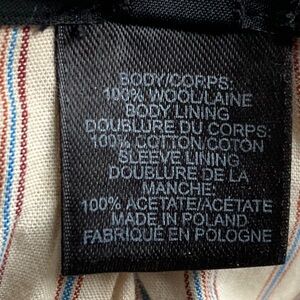 BODY/CORPS:
100% WOOL/LAINE
BODY LINING
DOUBLURE DU CORPS:
100% COTTON/COTON
SLEEVE LINING
DOUBLURE DE LA
MANCHE:
100% ACETATE/ACETATE
MADE IN POLAND
FABRIQUÉ EN POLOGNE